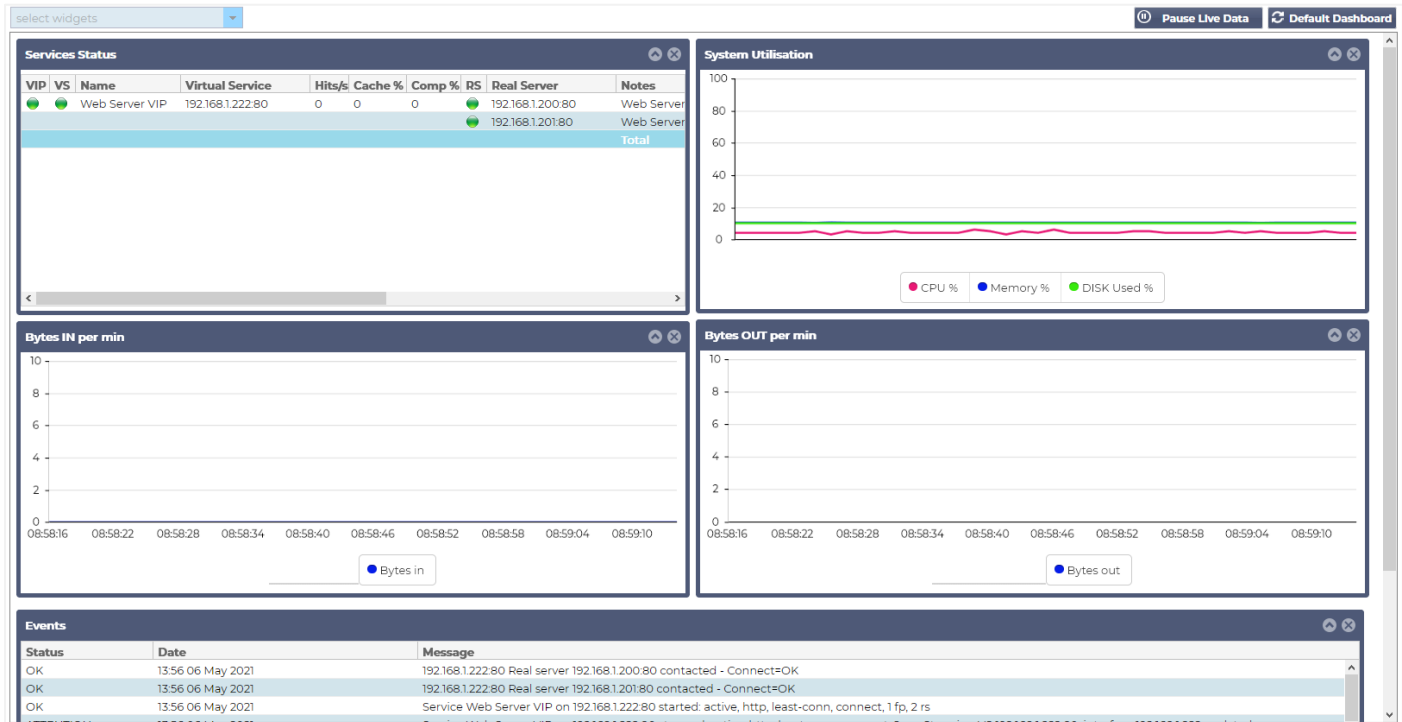 select widgets
Pause Live Data
Default Dashboard
Services Status
VIP VS Name Virtual Service Hits/s Cache % Comp % RS Real Server Notes
Web Server VIP 192.168.1.222:80 0 0 0 192.168.1.200:80 Web Server
192.168.1.201:80 Web Server
Total
System Utilisation
100
80
60
40
20
0
CPU % Memory % DISK Used %
Bytes IN per min
10
8
6
4
2
0
08:58:16 08:58:22 08:58:28 08:58:34 08:58:40 08:58:46 08:58:52 08:58:58 08:59:04 08:59:10
Bytes in
Bytes OUT per min
10
8
6
4
2
0
08:58:16 08:58:22 08:58:28 08:58:34 08:58:40 08:58:46 08:58:52 08:58:58 08:59:04 08:59:10
Bytes out
Events
Status Date Message
OK 13:56 06 May 2021 192.168.1.222:80 Real server 192.168.1.200:80 contacted - Connect=OK
OK 13:56 06 May 2021 192.168.1.222:80 Real server 192.168.1.201:80 contacted - Connect=OK
OK 13:56 06 May 2021 Service Web Server VIP on 192.168.1.222:80 started: active, http, least-conn, connect, 1 fp, 2 rs